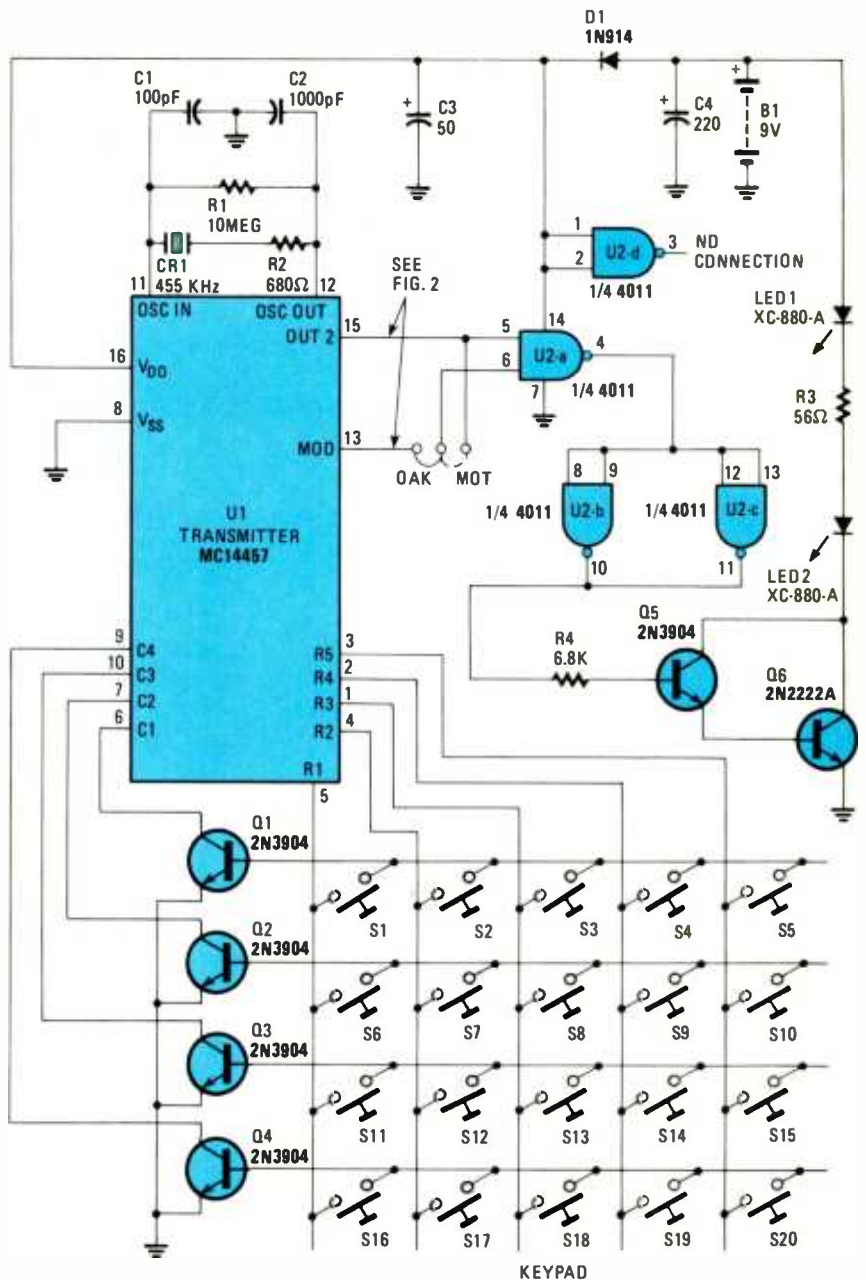 D1
1N914
C1
100pF
C2
1000pF
+
C3
50
+
C4
220
+
B1
9V
R1
10MEG
CR1
455 KHz
R2
680Ω
11
12
OSC IN
OSC OUT
OUT 2
15
SEE
FIG. 2
1
2
U2-d
3
ND
CDNNECTION
1/4 4011
14
5
6
U2-a
4
7
1/4 4011
16
VDD
8
VSS
MOD
13
OAK
MOT
U1
TRANSMITTER
MC14457
8
9
U2-b
10
1/4 4011
12
13
U2-c
11
1/4 4011
LED1
XC-880-A
R3
56Ω
LED2
XC-880-A
Q5
2N3904
R4
6.8K
Q6
2N2222A
9
C4
10
C3
7
C2
6
C1
R5
3
R4
2
R3
1
R2
4
R1
5
Q1
2N3904
S1
S2
S3
S4
S5
Q2
2N3904
S6
S7
S8
S9
S10
Q3
2N3904
S11
S12
S13
S14
S15
Q4
2N3904
S16
S17
S18
S19
S20
KEYPAD